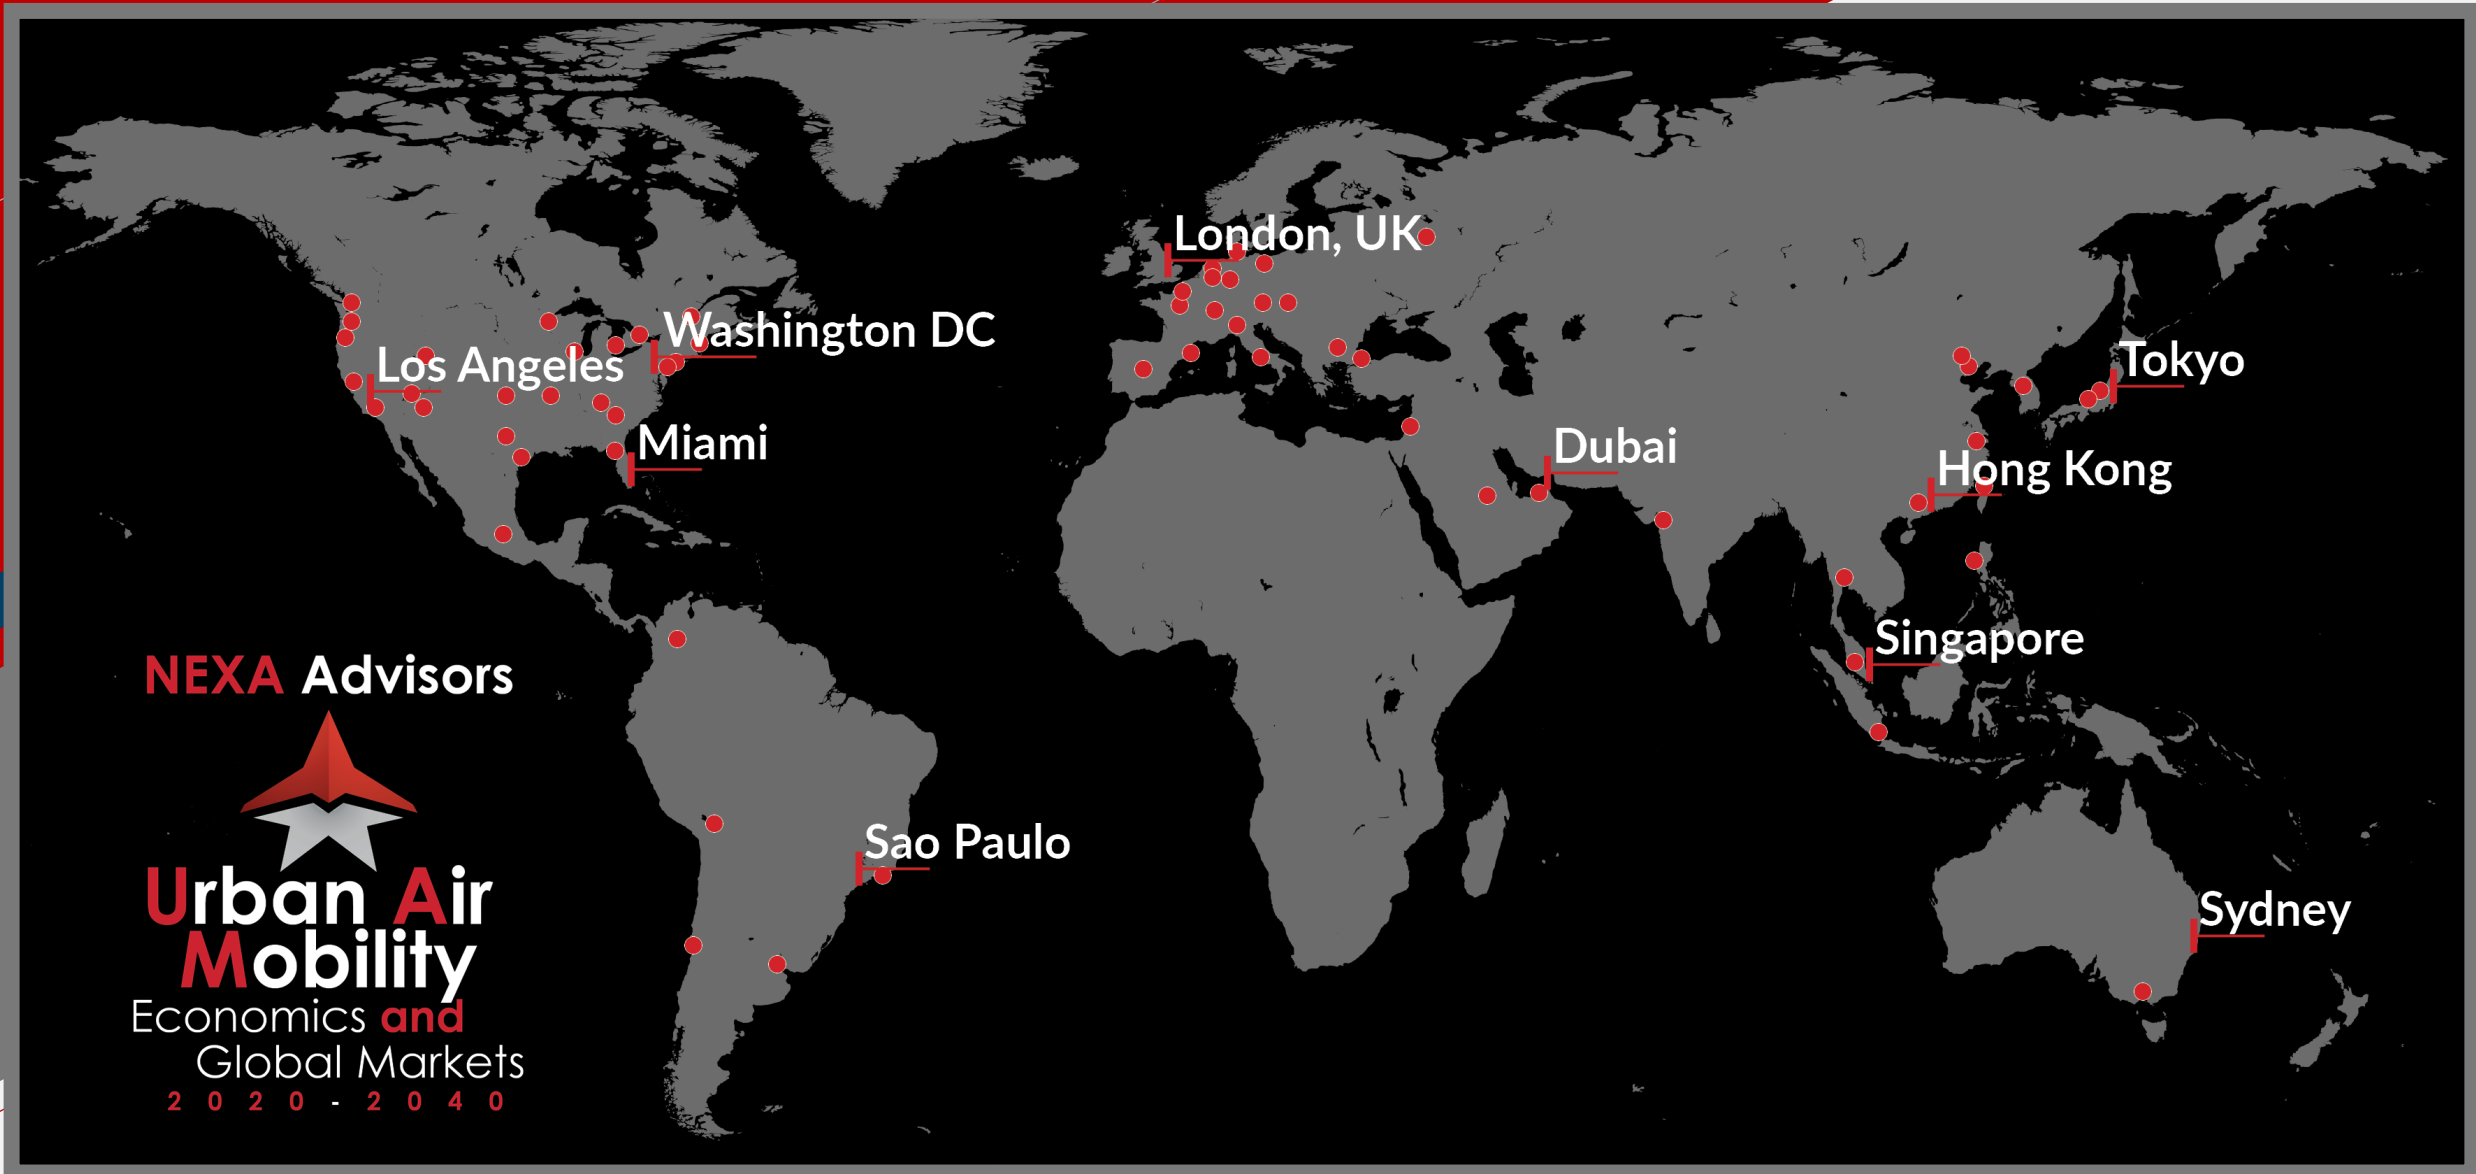 London, UK
Washington DC
Los Angeles
Tokyo
Miami
Dubai
Hong Kong
Singapore
NEXA Advisors
Sao Paulo
Urban Air
Mobility
Economics and
Global Markets
2020-2040
Sydney